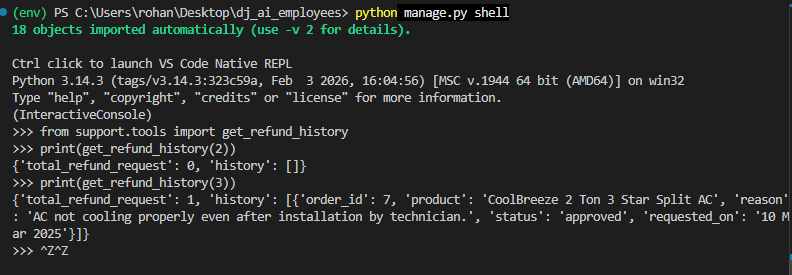 (env) PS C:\Users\rohan\Desktop\dj_ai_employees> python manage.py shell
18 objects imported automatically (use -v 2 for details).
Ctrl click to launch VS Code Native REPL
Python 3.14.3 (tags/v3.14.3:323c59a, Feb  3 2026, 16:04:56) [MSC v.1944 64 bit (AMD64)] on win32
Type "help", "copyright", "credits" or "license" for more information.
(InteractiveConsole)
>>> from support.tools import get_refund_history
>>> print(get_refund_history(2))
{'total_refund_request': 0, 'history': []}
>>> print(get_refund_history(3))
{'total_refund_request': 1, 'history': [{'order_id': 7, 'product': 'CoolBreeze 2 Ton 3 Star Split AC', 'reason'
: 'AC not cooling properly even after installation by technician.', 'status': 'approved', 'requested_on': '10 M
ar 2025'}]}
>>> ^Z^Z